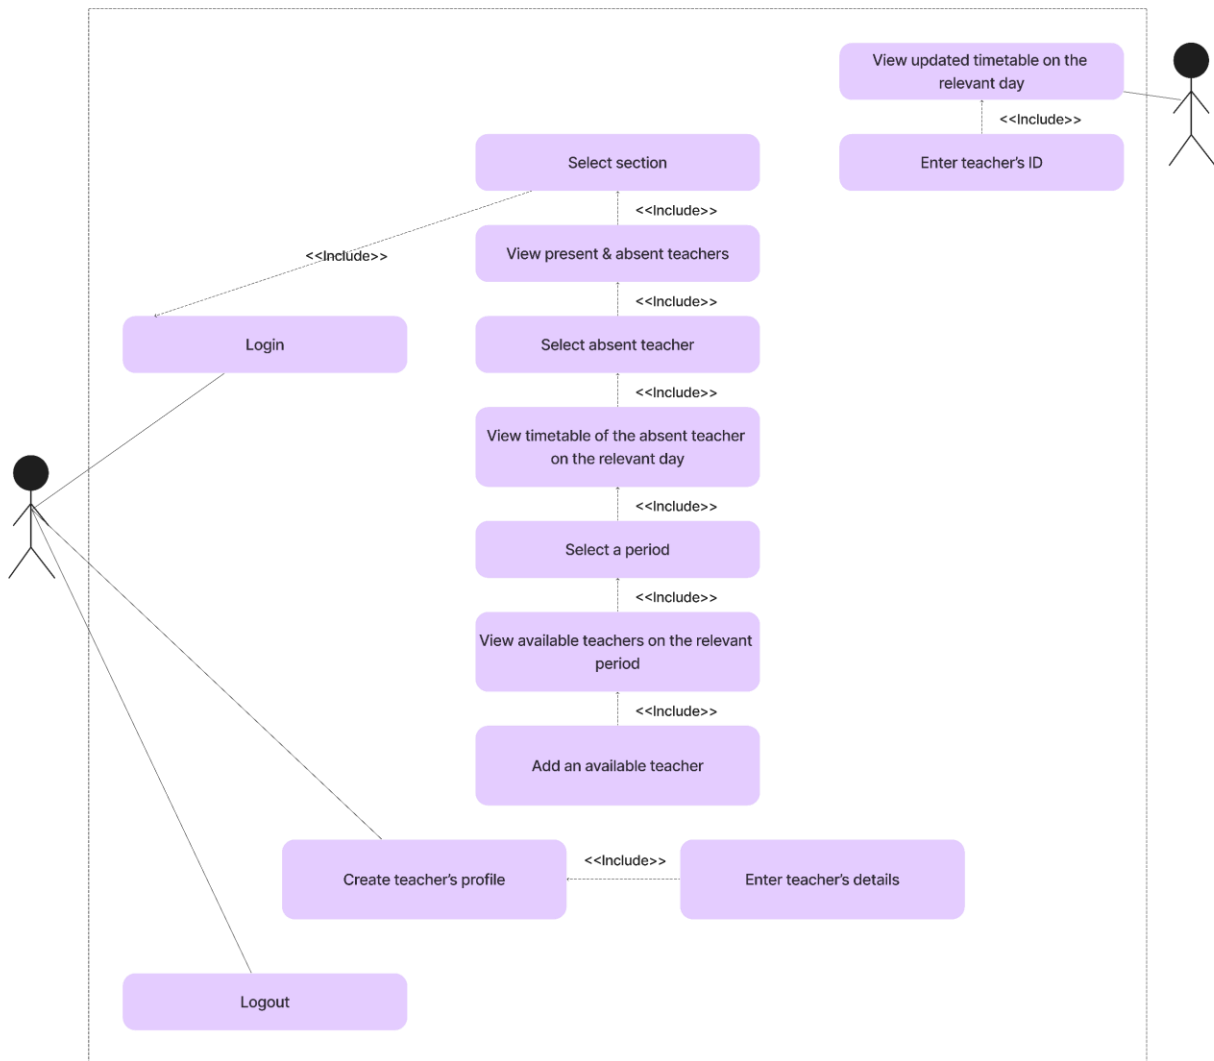 View updated timetable on the
relevant day
<<Include>>
Enter teacher's ID
Select section
<<Include>>
View present & absent teachers
<<Include>>
<<Include>>
Login
Select absent teacher
<<Include>>
View timetable of the absent teacher
on the relevant day
<<Include>>
Select a period
<<Include>>
View available teachers on the relevant
period
<<Include>>
Add an available teacher
Create teacher's profile
<<Include>>
Enter teacher's details
Logout